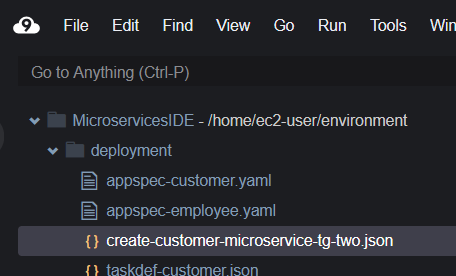 9 File Edit Find View Go Run Tools Win
Go to Anything (Ctrl-P)
MicroservicesIDE - /home/ec2-user/environment
deployment
appspec-customer.yaml
appspec-employee.yaml
{ } create-customer-microservice-tg-two.json
{ } taskdef-customer.json